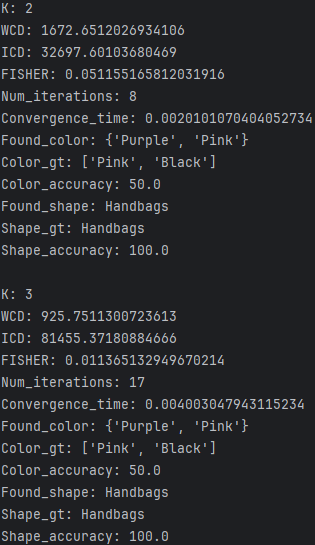 K: 2
WCD: 1672.6512026934106
ICD: 32697.60103680469
FISHER: 0.051155165812031916
Num_iterations: 8
Convergence_time: 0.0020101070404052734
Found_color: {'Purple', 'Pink'}
Color_gt: ['Pink', 'Black']
Color_accuracy: 50.0
Found_shape: Handbags
Shape_gt: Handbags
Shape_accuracy: 100.0
K: 3
WCD: 925.7511300723613
ICD: 81455.37180884666
FISHER: 0.011365132949670214
Num_iterations: 17
Convergence_time: 0.004003047943115234
Found_color: {'Purple', 'Pink'}
Color_gt: ['Pink', 'Black']
Color_accuracy: 50.0
Found_shape: Handbags
Shape_gt: Handbags
Shape_accuracy: 100.0